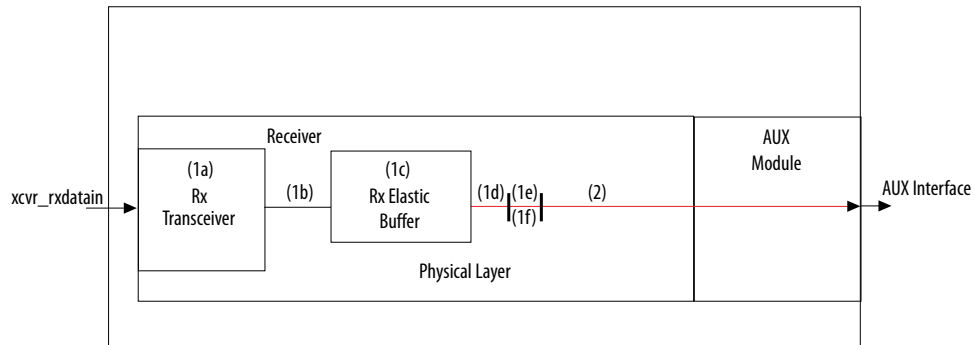 Receiver
AUX
Module
(1a)
Rx
Transceiver
(1b)
(1c)
Rx Elastic
Buffer
(1d)
(1e)
(1f)
(2)
xcvr_rxdatain
AUX Interface
Physical Layer